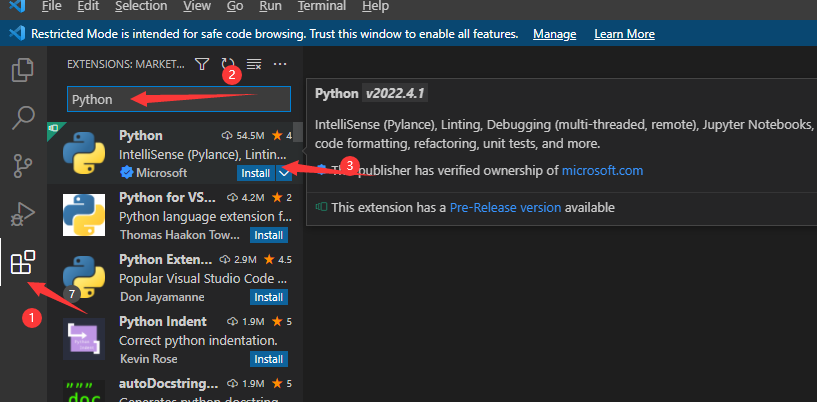 File Edit Selection View Go Run Terminal Help
Restricted Mode is intended for safe code browsing. Trust this window to enable all features. Manage Learn More
EXTENSIONS: MARKET...
2
Python
Python 54.5M 4
IntelliSense (Pylance), Lintin...
Microsoft Install
3
Python for VS... 4.2M 2
Python language extension f...
Thomas Haakon Tow... Install
Python Exten... 2.9M 4.5
Popular Visual Studio Code ...
Don Jayamanne Install
7
1
Python Indent 1.9M 5
Correct python indentation.
Kevin Rose Install
autoDocstring... 1.9M 5
Generates python docstring
"""
doc
Python v2022.4.1
IntelliSense (Pylance), Linting, Debugging (multi-threaded, remote), Jupyter Notebooks,
code formatting, refactoring, unit tests, and more.
publisher has verified ownership of microsoft.com
This extension has a Pre-Release version available